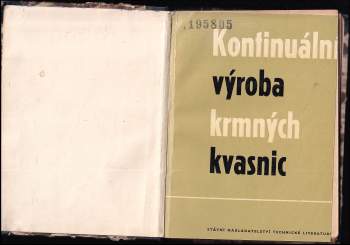 195805
Kontinuální
výroba
krmných
kvasnic
STÁTNÍ NAKLADATELSTVÍ TECHNICKÉ LITERATURY